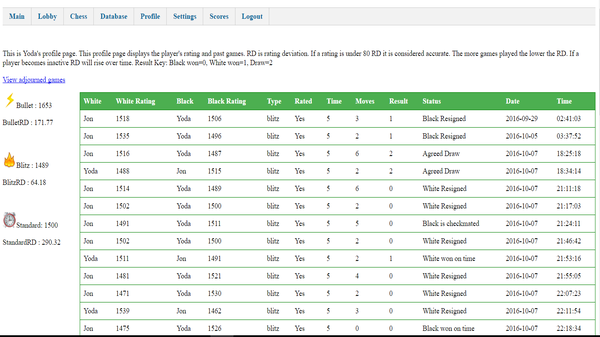 Main Lobby Chess Database Profile Settings Scores Logout
This is Yoda's profile page. This profile page displays the player's rating and past games. RD is rating deviation. If a rating is under 80 RD it is considered accurate. The more games played the lower the RD. If a
player becomes inactive RD will rise over time. Result Key: Black won=0, White won=1, Draw=2
View adjourned games
Bullet : 1653
BulletRD : 171.77
Blitz : 1489
BlitzRD : 64.18
Standard: 1500
StandardRD : 290.32
White White Rating Black Black Rating Type Rated Time Moves Result Status Date Time
Jon 1518 Yoda 1506 blitz Yes 5 3 1 Black Resigned 2016-09-29 02:41:03
Jon 1535 Yoda 1496 blitz Yes 5 2 1 Black Resigned 2016-10-05 03:37:52
Jon 1516 Yoda 1487 blitz Yes 5 6 2 Agreed Draw 2016-10-07 18:25:18
Yoda 1488 Jon 1515 blitz Yes 5 2 2 Agreed Draw 2016-10-07 18:34:14
Jon 1514 Yoda 1489 blitz Yes 5 6 0 White Resigned 2016-10-07 21:11:18
Jon 1502 Yoda 1500 blitz Yes 5 2 0 White Resigned 2016-10-07 21:17:03
Jon 1491 Yoda 1511 blitz Yes 5 5 0 Black is checkmated 2016-10-07 21:24:11
Jon 1502 Yoda 1500 blitz Yes 5 2 0 White Resigned 2016-10-07 21:46:42
Yoda 1511 Jon 1491 blitz Yes 5 2 1 White won on time 2016-10-07 21:53:16
Jon 1481 Yoda 1521 blitz Yes 5 4 0 White Resigned 2016-10-07 21:55:05
Jon 1471 Yoda 1530 blitz Yes 5 2 0 White Resigned 2016-10-07 22:07:23
Yoda 1539 Jon 1462 blitz Yes 5 3 0 White Resigned 2016-10-07 22:11:54
Jon 1475 Yoda 1526 blitz Yes 5 0 0 Black won on time 2016-10-07 22:18:34